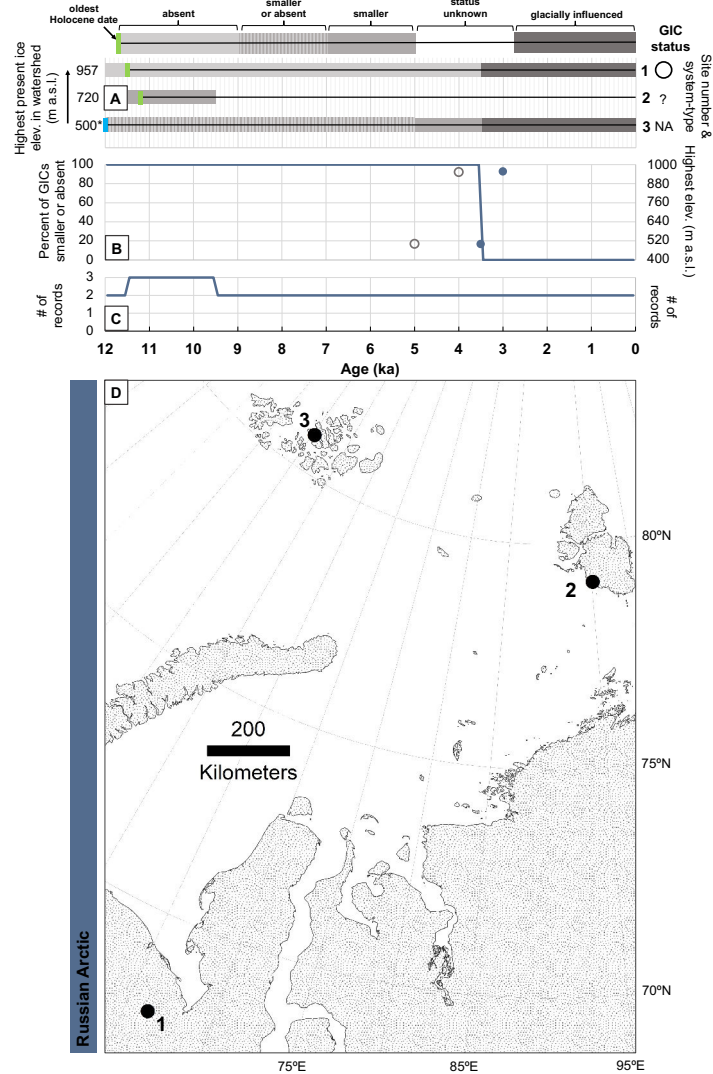 oldest
Holocene date
absent
smaller
or absent
smaller
status
unknown
glacially influenced
GIC
status
Highest present ice
elev. in watershed
(m a.s.l.)
957
720
500*
A
1
2 ?
3 NA
Site number &
system-type
Percent of GICs
smaller or absent
100
80
60
40
20
0
B
1000
880
760
640
520
400
Highest elev. (m a.s.l.)
# of
records
3
2
1
0
C
# of
records
12 11 10 9 8 7 6 5 4 3 2 1 0
Age (ka)
D
3
80ºN
2
200
Kilometers
75ºN
70ºN
1
Russian Arctic
75ºE 85ºE 95ºE